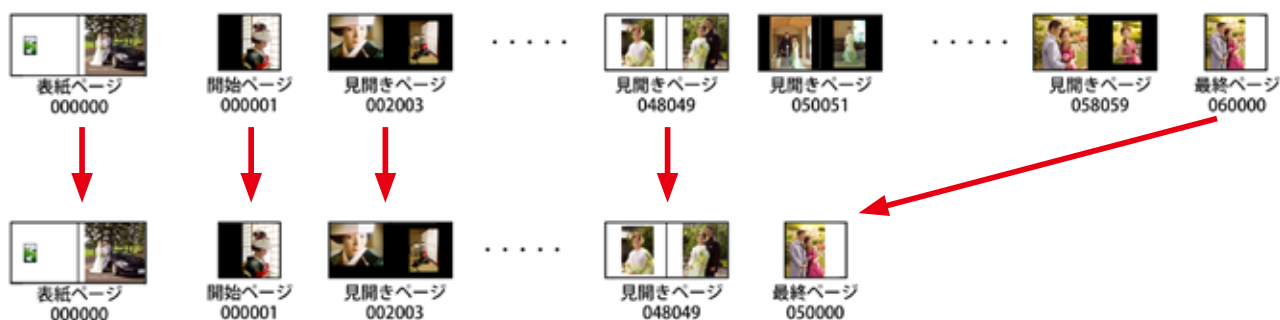 ・・・・・
・・・・・
表紙ページ
000000
開始ページ
000001
見開きページ
002003
見開きページ
048049
見開きページ
050051
見開きページ
058059
最終ページ
060000
・・・・・
表紙ページ
000000
開始ページ
000001
見開きページ
002003
見開きページ
048049
最終ページ
050000